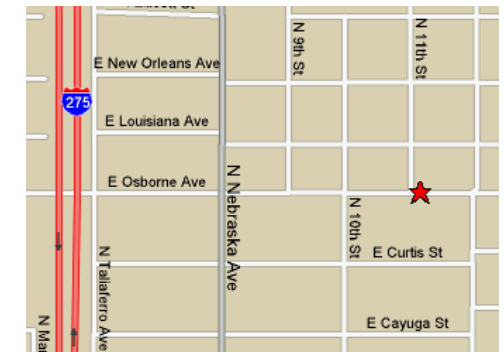 N 9th St
N 11th St
E New Orleans Ave
275
E Louisiana Ave
E Osborne Ave
N Nebraska Ave
N 10th St
E Curtis St
N Taliaferro Ave
E Cayuga St